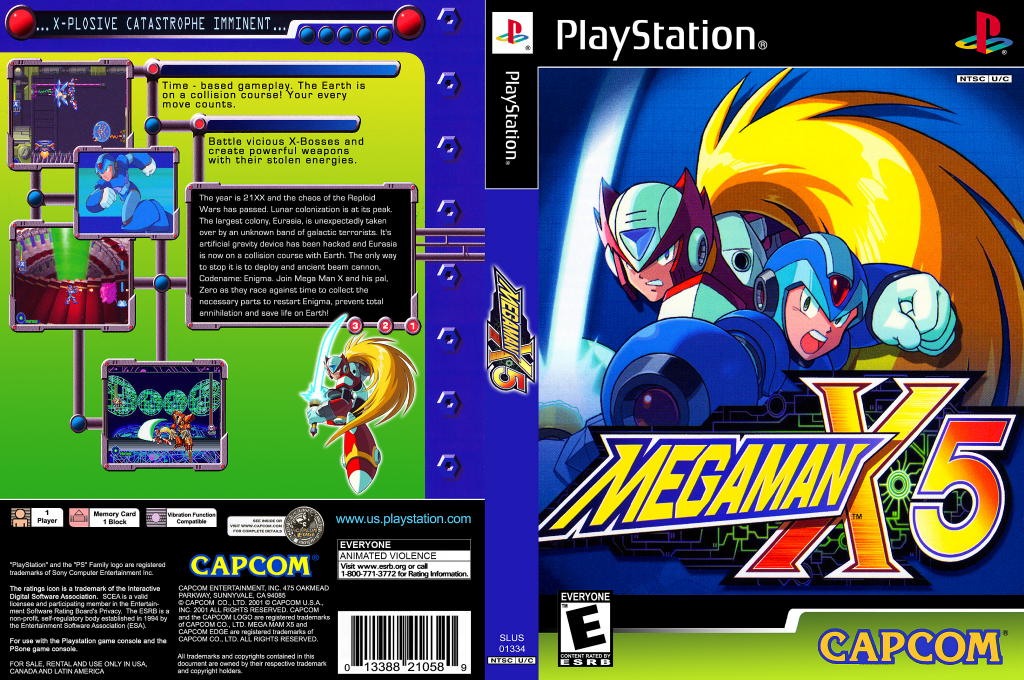 ...X-PLOSIVE CATASTROPHE IMMINENT...
Time - based gameplay. The Earth is
on a collision course! Your every
move counts.
Battle vicious X-Bosses and
create powerful weapons
with their stolen energies.
The year is 21XX and the chaos of the Reploid
Wars has passed. Lunar colonization is at its peak.
The largest colony, Eurasia, is unexpectedly taken
over by an unknown band of galactic terrorists. It's
artificial gravity device has been hacked and Eurasia
is now on a collision course with Earth. The only way
to stop it is to deploy and ancient beam cannon,
Codename: Enigma. Join Mega Man X and his pal,
Zero as they race against time to collect the
necessary parts to restart Enigma, prevent total
annihilation and save life on Earth!
3 2 1
1
Player
Memory Card
1 Block
Vibration Function
Compatible
SEE INSIDE OR
VISIT WWW.CAPCOM.COM
FOR COMPLETE DETAILS
www.us.playstation.com
"PlayStation" and the "PS" Family logo are registered
trademarks of Sony Computer Entertainment Inc.
The ratings icon is a trademark of the Interactive
Digital Software Association. SCEA is a valid
licensee and participating member in the Entertain-
ment Software Rating Board's Privacy. The ESRB is a
non-profit, self-regulatory body established in 1994 by
the Entertainment Software Association (ESA).
For use with the Playstation game console and the
PSone game console.
FOR SALE, RENTAL AND USE ONLY IN USA,
CANADA AND LATIN AMERICA
CAPCOM®
CAPCOM ENTERTAINMENT, INC. 475 OAKMEAD
PARKWAY, SUNNYVALE, CA 94085
© CAPCOM CO., LTD. 2001 © CAPCOM U.S.A.,
INC. 2001 ALL RIGHTS RESERVED. CAPCOM
and the CAPCOM LOGO are registered trademarks
of CAPCOM CO., LTD. MEGA MAM X5 and
CAPCOM EDGE are registered trademarks of
CAPCOM CO., LTD. ALL RIGHTS RESERVED.
All trademarks and copyrights contained in this
document are owned by their respective trademark
and copyright holders.
EVERYONE
ANIMATED VIOLENCE
Visit www.esrb.org or call
1-800-771-3772 for Rating Information.
0 13388 21058 9
PlayStation®
MEGAMAN X5
SLUS
01334
NTSC U/C
PlayStation®
NTSC U/C
MEGAMAN X5
TM
EVERYONE
TM
E
CONTENT RATED BY
ESRB
CAPCOM®